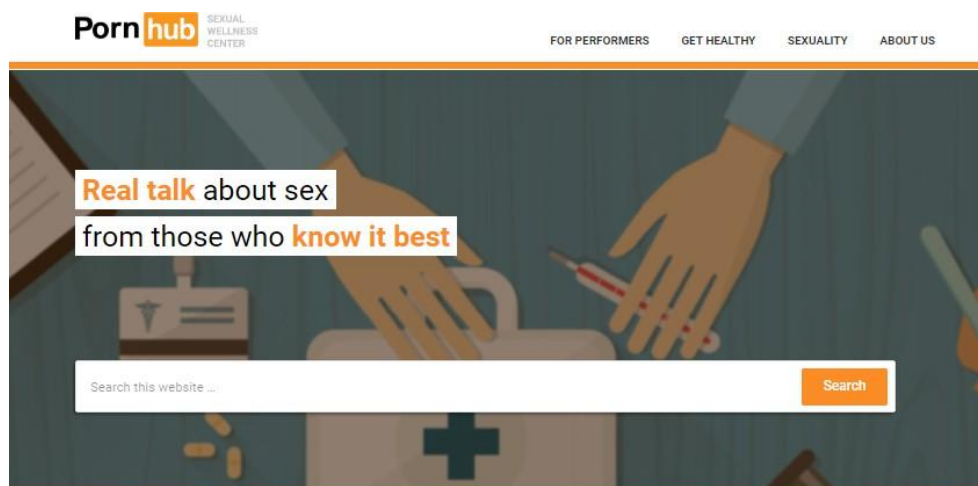 Porn hub
SEXUAL
WELLNESS
CENTER
FOR PERFORMERS GET HEALTHY SEXUALITY ABOUT US
Real talk about sex
from those who know it best
Search this website ...
Search